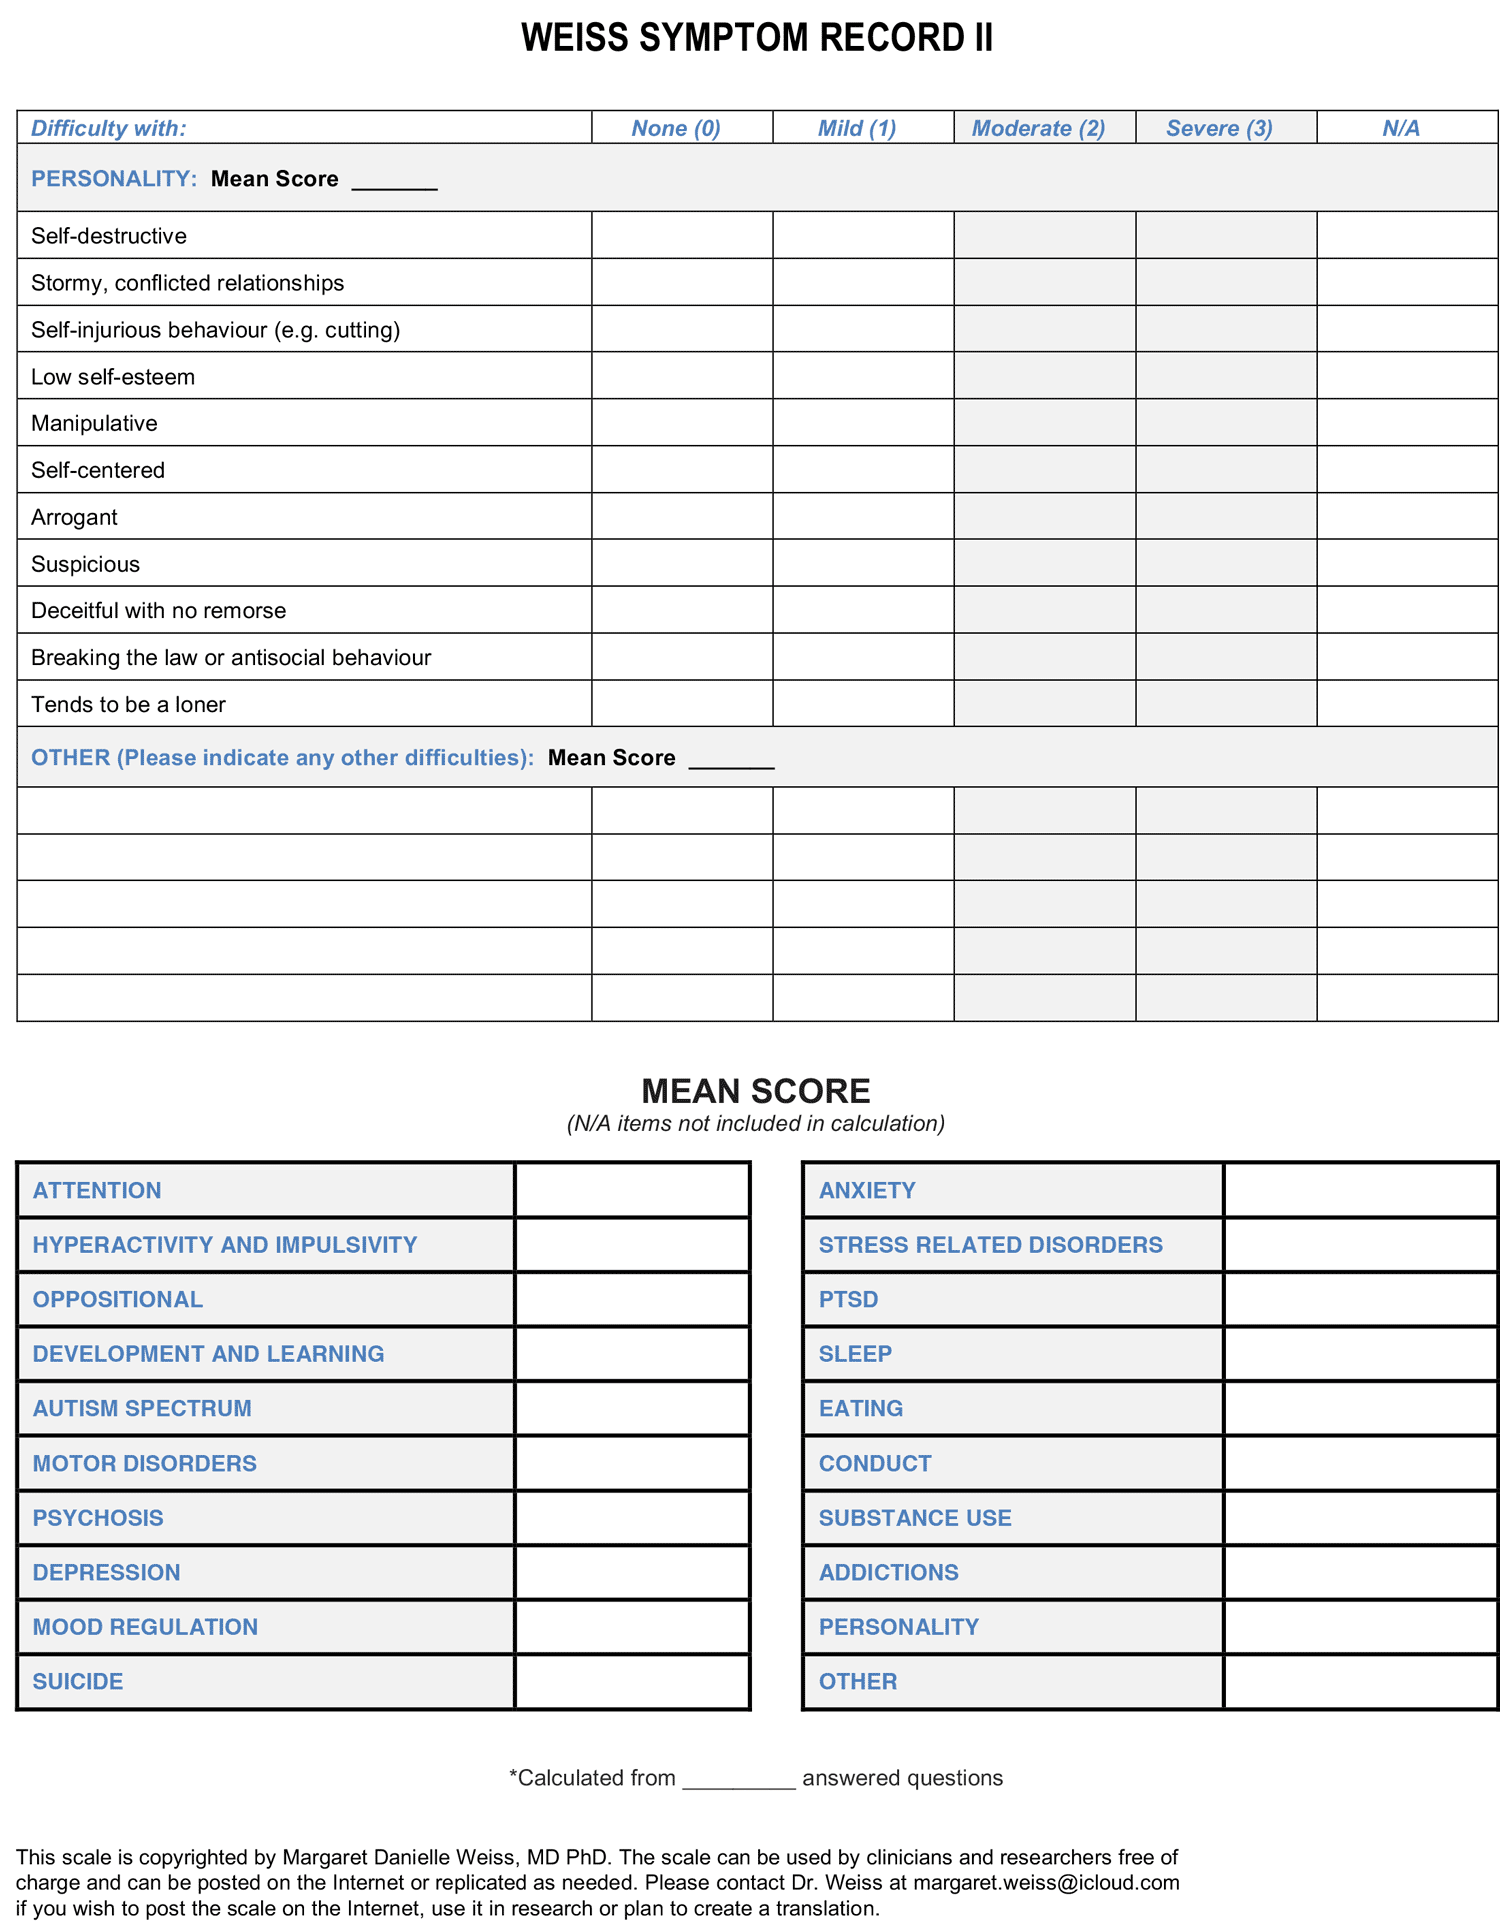 WEISS SYMPTOM RECORD II
Difficulty with: None (0) Mild (1) Moderate (2) Severe (3) N/A
PERSONALITY: Mean Score _______
Self-destructive
Stormy, conflicted relationships
Self-injurious behaviour (e.g. cutting)
Low self-esteem
Manipulative
Self-centered
Arrogant
Suspicious
Deceitful with no remorse
Breaking the law or antisocial behaviour
Tends to be a loner
OTHER (Please indicate any other difficulties): Mean Score _______
MEAN SCORE
(N/A items not included in calculation)
ATTENTION
HYPERACTIVITY AND IMPULSIVITY
OPPOSITIONAL
DEVELOPMENT AND LEARNING
AUTISM SPECTRUM
MOTOR DISORDERS
PSYCHOSIS
DEPRESSION
MOOD REGULATION
SUICIDE
ANXIETY
STRESS RELATED DISORDERS
PTSD
SLEEP
EATING
CONDUCT
SUBSTANCE USE
ADDICTIONS
PERSONALITY
OTHER
*Calculated from _________ answered questions
This scale is copyrighted by Margaret Danielle Weiss, MD PhD. The scale can be used by clinicians and researchers free of
charge and can be posted on the Internet or replicated as needed. Please contact Dr. Weiss at margaret.weiss@icloud.com
if you wish to post the scale on the Internet, use it in research or plan to create a translation.